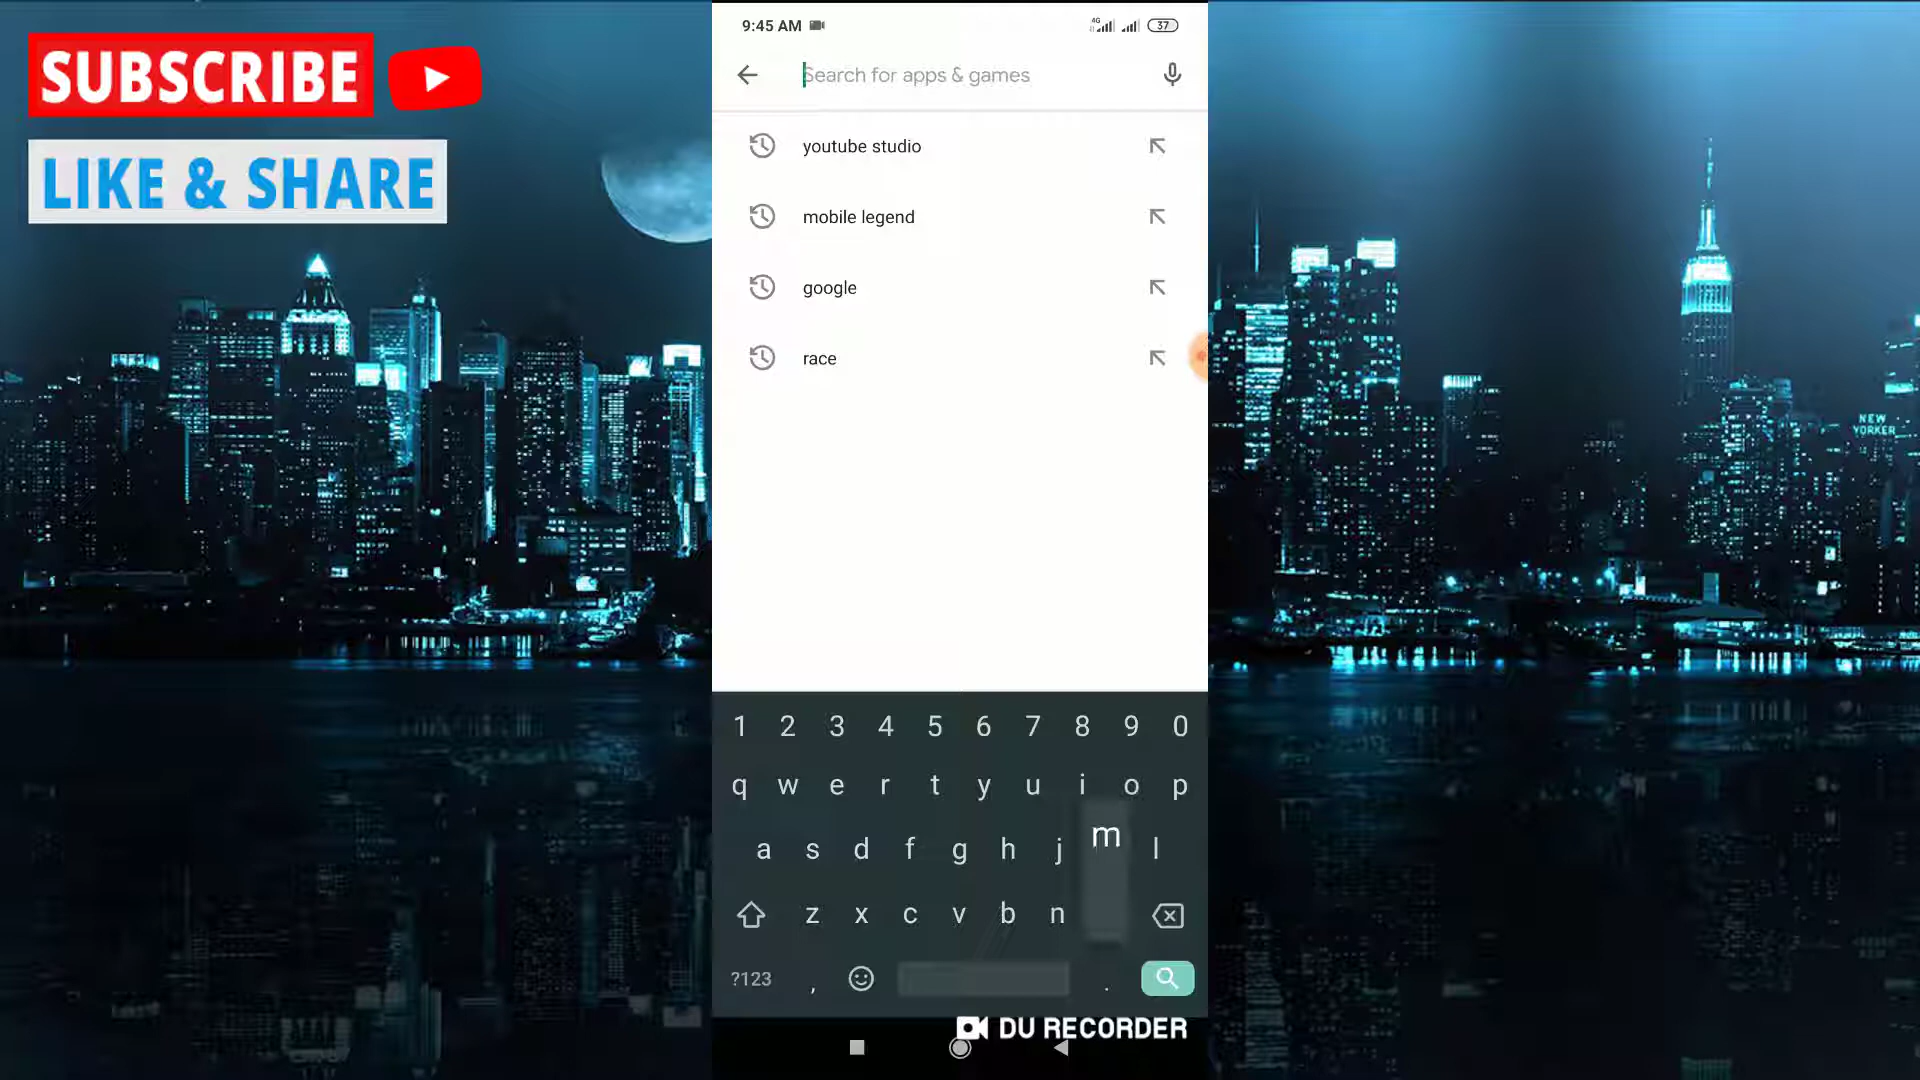 SUBSCRIBE
LIKE & SHARE
9:45 AM
4G
37
Search for apps & games
youtube studio
mobile legend
google
race
NEW
YORKER
1 2 3 4 5 6 7 8 9 0
q w e r t y u i o p
a s d f g h j m l
z x c v b n
?123 , .
DU RECORDER